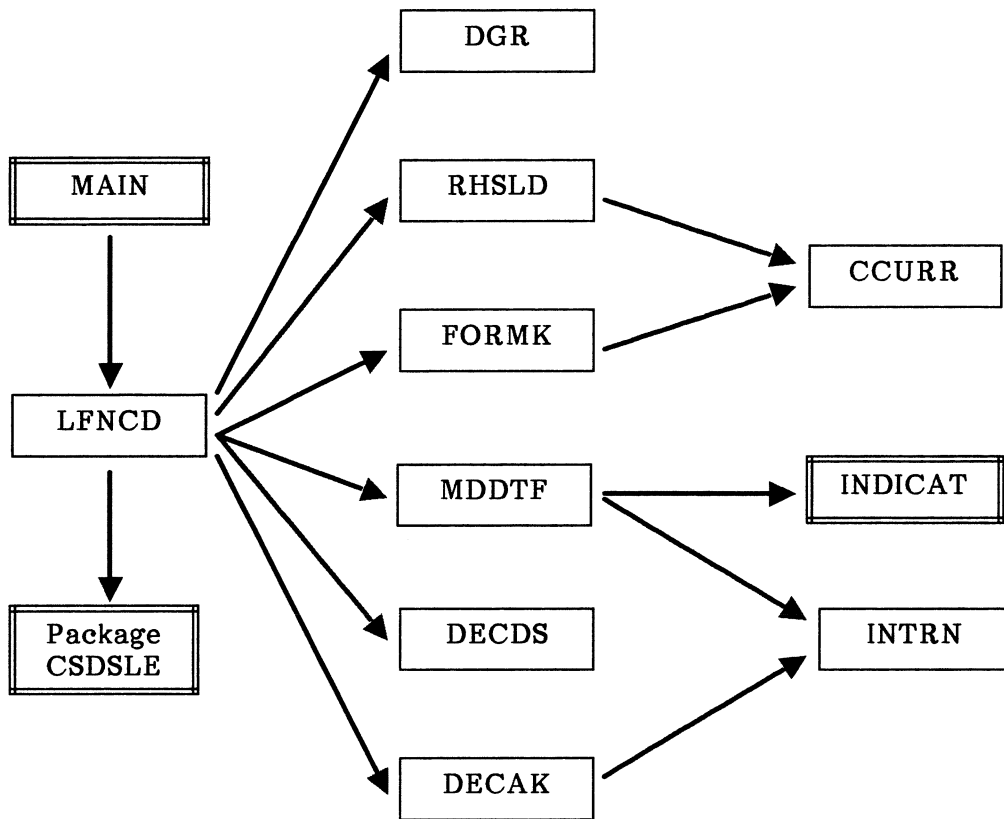 DGR
MAIN
RHSLD
CCURR
FORMK
LFNCD
MDDTF
INDICAT
Package
CSDSLE
DECDS
INTRN
DECAK